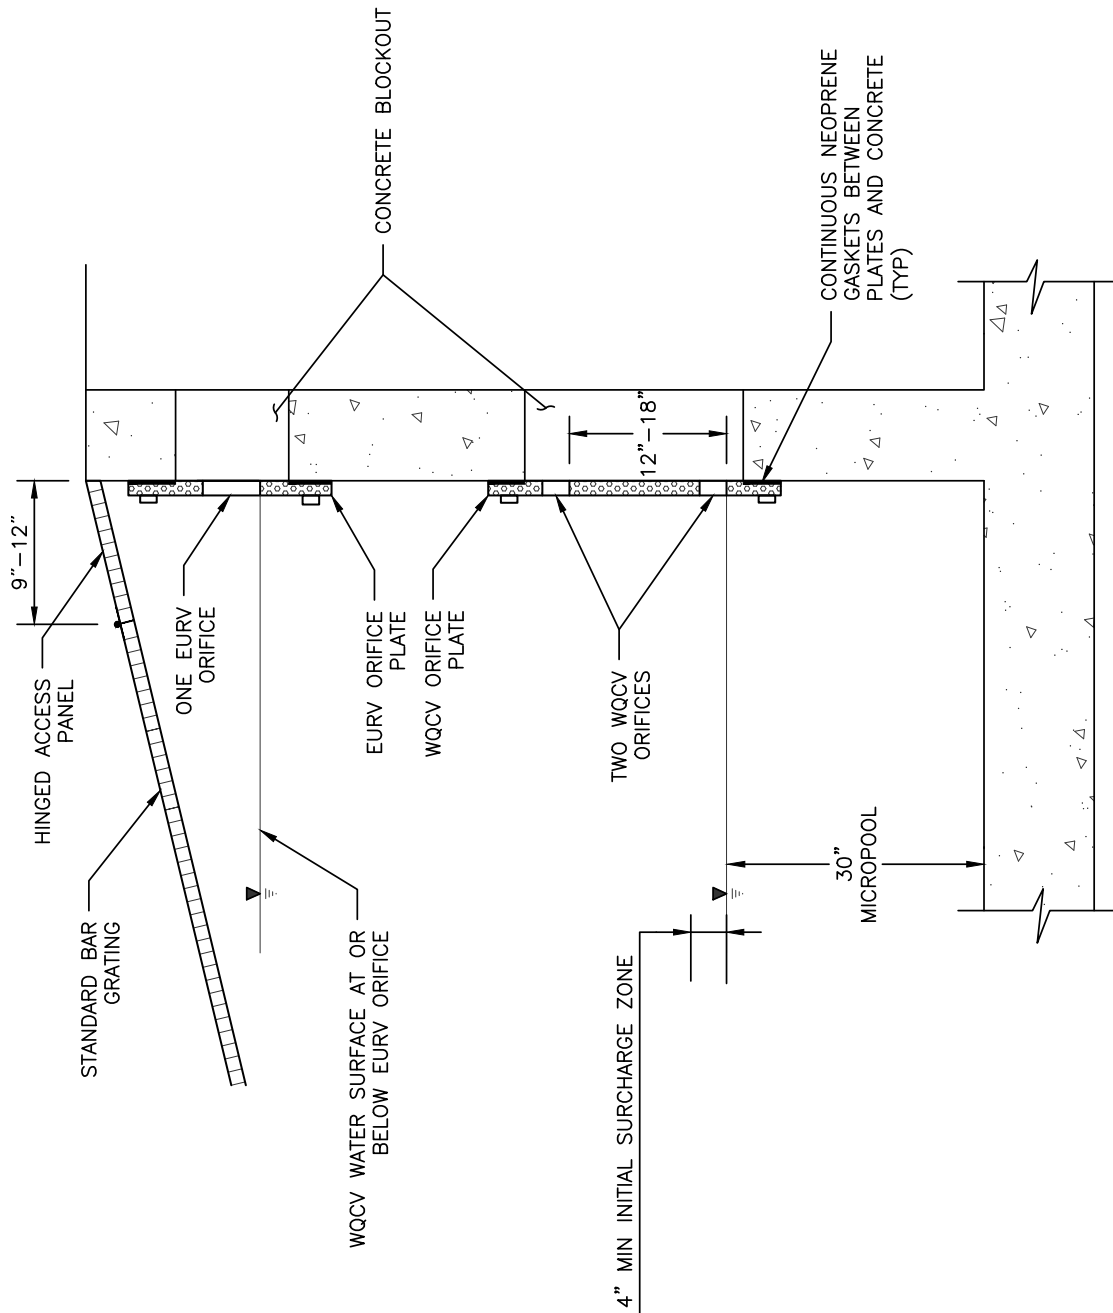 9"-12"
HINGED ACCESS
PANEL
STANDARD BAR
GRATING
ONE EURV
ORIFICE
WQCV WATER SURFACE AT OR
BELOW EURV ORIFICE
EURV ORIFICE
PLATE
WQCV ORIFICE
PLATE
CONCRETE BLOCKOUT
TWO WQCV
ORIFICES
12"-18"
4" MIN INITIAL SURCHARGE ZONE
30"
MICROPOOL
CONTINUOUS NEOPRENE
GASKETS BETWEEN
PLATES AND CONCRETE
(TYP)